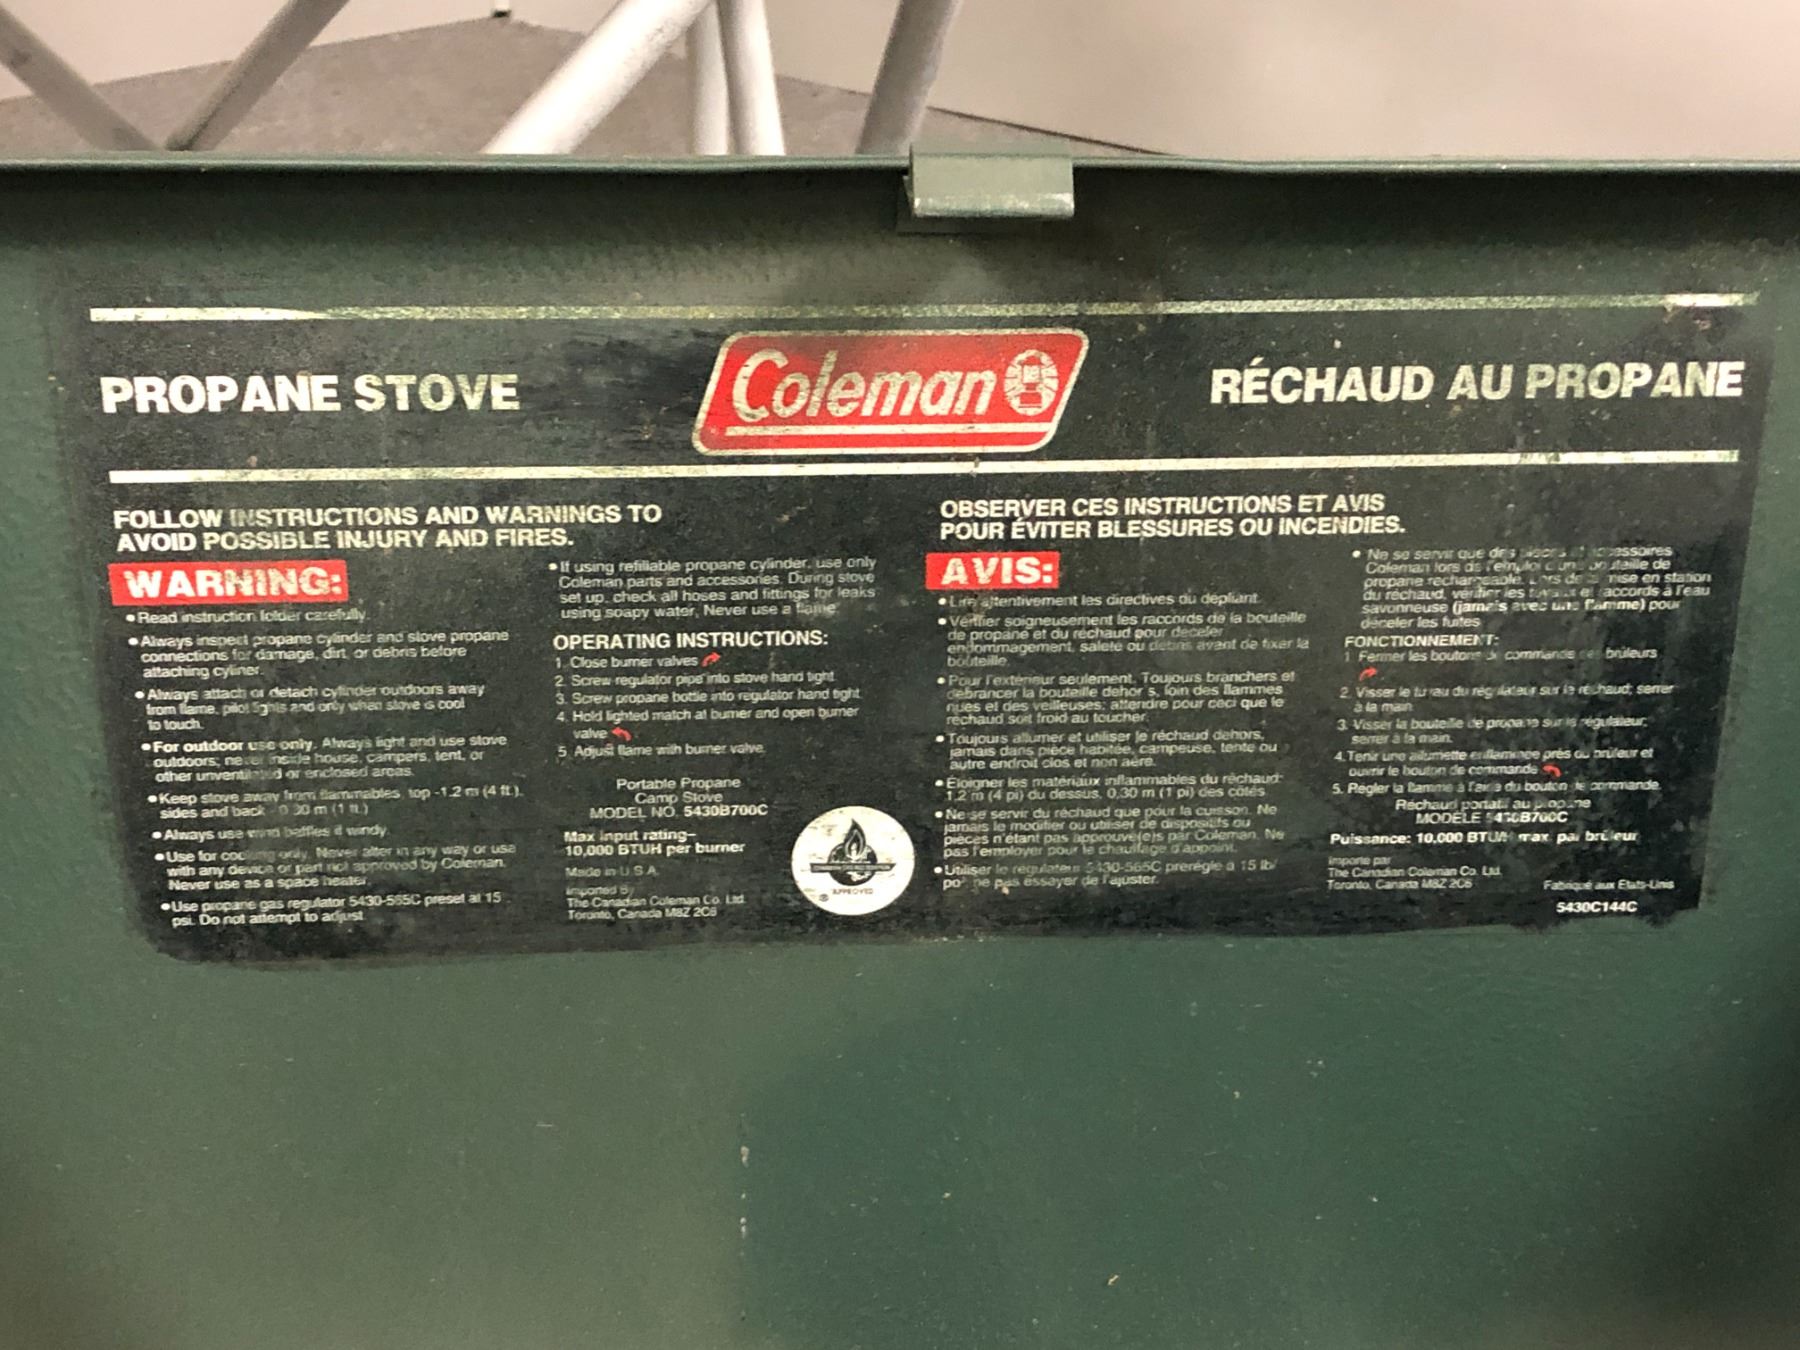 PROPANE STOVE
Coleman
RÉCHAUD AU PROPANE
FOLLOW INSTRUCTIONS AND WARNINGS TO
AVOID POSSIBLE INJURY AND FIRES.
WARNING:
• Read instruction folder carefully.
• Always inspect propane cylinder and stove propane
connections for damage, dirt or debris before
attaching cyliner.
• Always attach or detach cylinder outdoors away
from flame, pilot lights and only when stove is cool
to touch.
• For outdoor use only. Always light and use stove
outdoors; never inside house, campers, tent, or
other unventilated or enclosed areas.
• Keep stove away from flammables, top -1.2 m (4 ft.),
sides and back - 0.30 m (1 ft.)
• Always use wind baffles if windy.
• Use for cooking only. Never alter in any way or use
with any device or part not approved by Coleman.
Never use as a space heater.
• Use propane gas regulator 5430-565C preset at 15
psi. Do not attempt to adjust.
• If using refillable propane cylinder, use only
Coleman parts and accessories. During stove
set up, check all hoses and fittings for leaks
using soapy water, Never use a flame.
OPERATING INSTRUCTIONS:
1. Close burner valves
2. Screw regulator pipe into stove hand tight
3. Screw propane bottle into regulator hand tight
4. Hold lighted match at burner and open burner
valve
5. Adjust flame with burner valve
Portable Propane
Camp Stove
MODEL NO. 5430B700C
Max Input rating–
10,000 BTUH per burner
Made in U.S.A.
Imported By
The Canadian Coleman Co. Ltd.
Toronto, Canada M8Z 2C6
APPROVED
®
OBSERVER CES INSTRUCTIONS ET AVIS
POUR ÉVITER BLESSURES OU INCENDIES.
AVIS:
• Lire attentivement les directives du dépliant.
• Vérifier soigneusement les raccords de la bouteille
de propane et du réchaud pour déceler
endommagement, saleté ou débris avant de fixer la
bouteille.
• Pour l'extérieur seulement. Toujours branchers et
débrancer la bouteille dehor s, loin des flammes
nues et des veilleuses; attendre pour ceci que le
réchaud soit froid au toucher.
• Toujours allumer et utiliser le réchaud dehors,
jamais dans pièce habitée, campeuse, tente ou
autre endroit clos et non aéré.
• Éloigner les matériaux inflammables du réchaud:
1,2 m (4 pi) du dessus, 0,30 m (1 pi) des côtés
• Ne se servir du réchaud que pour la cuisson. Ne
jamais le modifier ou utiliser de dispositifs ou
pièces n'étant pas approuvé(e)s par Coleman. Ne
pas l'employer pour le chauffage d'appoint.
• Utiliser le régulateur 5430-565C preréglé à 15 lb/
po² ne pas essayer de l'ajuster.
• Ne se servir que des pièces et accessoires
Coleman lors de l'emploi d'une bouteille de
propane rechargeable. Lors de la mise en station
du réchaud, vérifier les tuyaux et raccords à l'eau
savonneuse (jamais avec une flamme) pour
déceler les fuites
FONCTIONNEMENT:
1. Fermer les boutons de commande des brûleurs
2. Visser le tuyau du régulateur sur le réchaud; serrer
à la main
3. Visser la bouteille de propane sur le régulateur;
serrer à la main.
4. Tenir une allumette enflammée près du brûleur et
ouvrir le bouton de commande
5. Régler la flamme à l'aide du bouton de commande.
Réchaud portatif au propane
MODÈLE 5430B700C
Puissance: 10,000 BTUH max. par brûleur
Importé par
The Canadian Coleman Co. Ltd.
Toronto, Canada M8Z 2C6
Fabriqué aux États-Unis
5430C144C